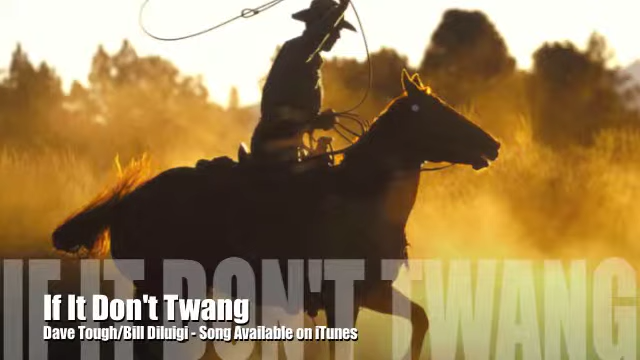 IF IT DON'T TWANG
If It Don't Twang
Dave Tough/Bill Diluigi - Song Available on iTunes